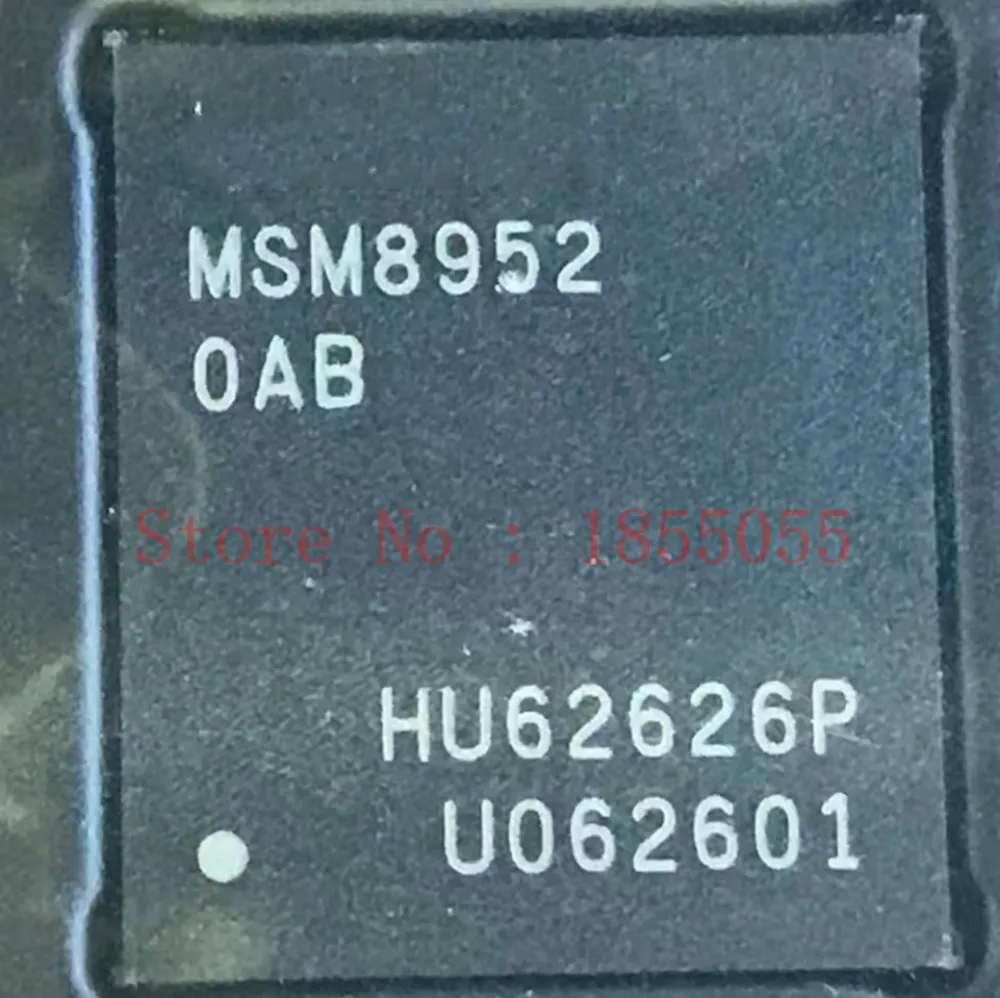 MSM8952
0AB
Store No : 1855055
HU62626P
U062601